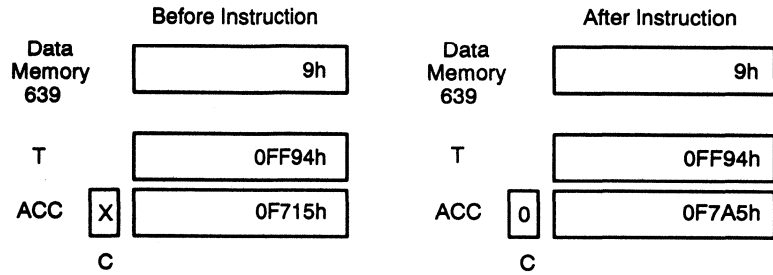 Before Instruction
Data
Memory
639
9h
T
0FF94h
ACC
X
0F715h
C
After Instruction
Data
Memory
639
9h
T
0FF94h
ACC
0
0F7A5h
C